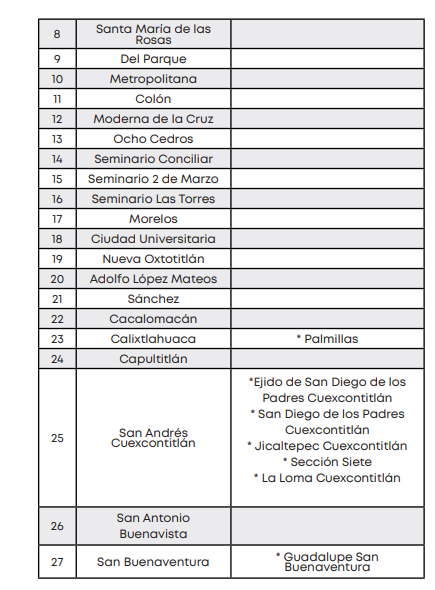 8 Santa María de las
Rosas
9 Del Parque
10 Metropolitana
11 Colón
12 Moderna de la Cruz
13 Ocho Cedros
14 Seminario Conciliar
15 Seminario 2 de Marzo
16 Seminario Las Torres
17 Morelos
18 Ciudad Universitaria
19 Nueva Oxtotitlán
20 Adolfo López Mateos
21 Sánchez
22 Cacalomacán
23 Calixtlahuaca * Palmillas
24 Capultitlán
25 San Andrés
Cuexcontitlán
*Ejido de San Diego de los
Padres Cuexcontitlán
* San Diego de los Padres
Cuexcontitlán
* Jicaltepec Cuexcontitlán
* Sección Siete
* La Loma Cuexcontitlán
26 San Antonio
Buenavista
27 San Buenaventura * Guadalupe San
Buenaventura